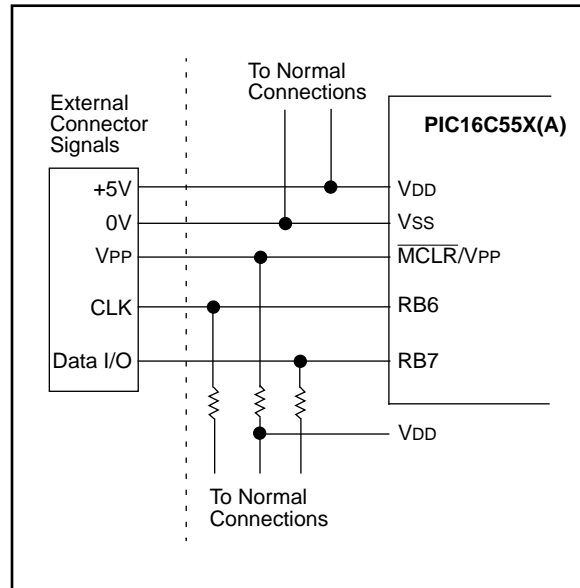 To Normal
Connections
External
Connector
Signals
PIC16C55X(A)
+5V
VDD
0V
VSS
VPP
MCLR/VPP
CLK
RB6
Data I/O
RB7
VDD
To Normal
Connections